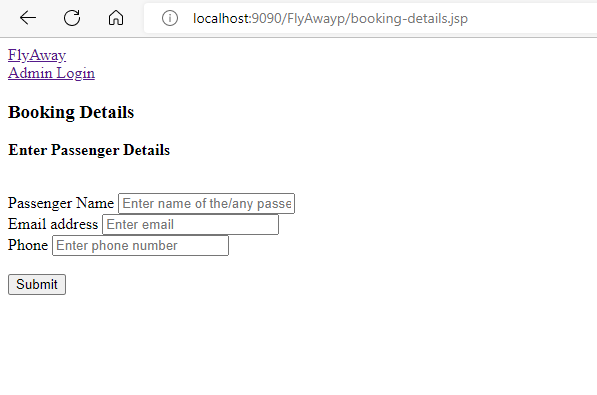 localhost:9090/FlyAwayp/booking-details.jsp
FlyAway
Admin Login
Booking Details
Enter Passenger Details
Passenger Name Enter name of the/any passe
Email address Enter email
Phone Enter phone number
Submit